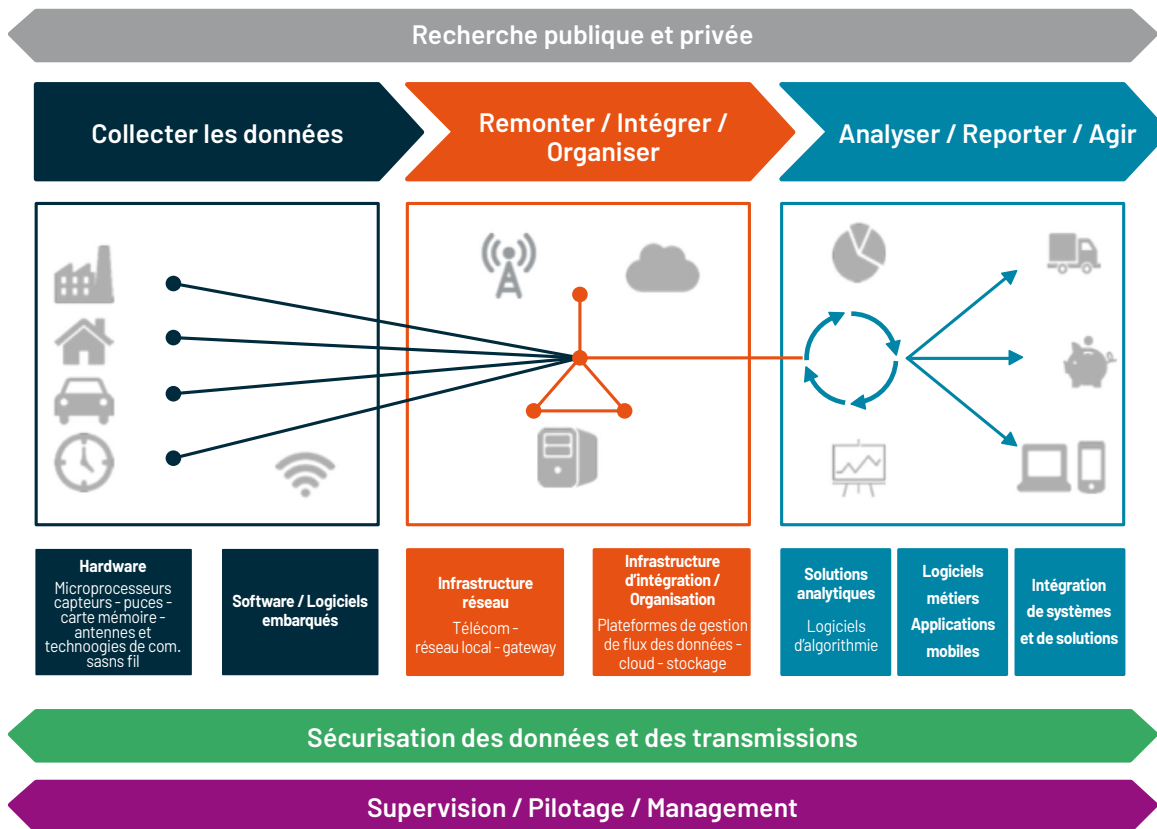 Recherche publique et privée
Collecter les données
Remonter / Intégrer /
Organiser
Analyser / Reporter / Agir
Hardware
Microprocesseurs
capteurs - puces -
carte mémoire -
antennes et
technoogies de com.
sasns fil
Software / Logiciels
embarqués
Infrastructure
réseau
Télécom -
réseau local - gateway
Infrastructure
d'intégration /
Organisation
Plateformes de gestion
de flux des données -
cloud - stockage
Solutions
analytiques
Logiciels
d'algorithmie
Logiciels
métiers
Applications
mobiles
Intégration
de systèmes
et de solutions
Sécurisation des données et des transmissions
Supervision / Pilotage / Management